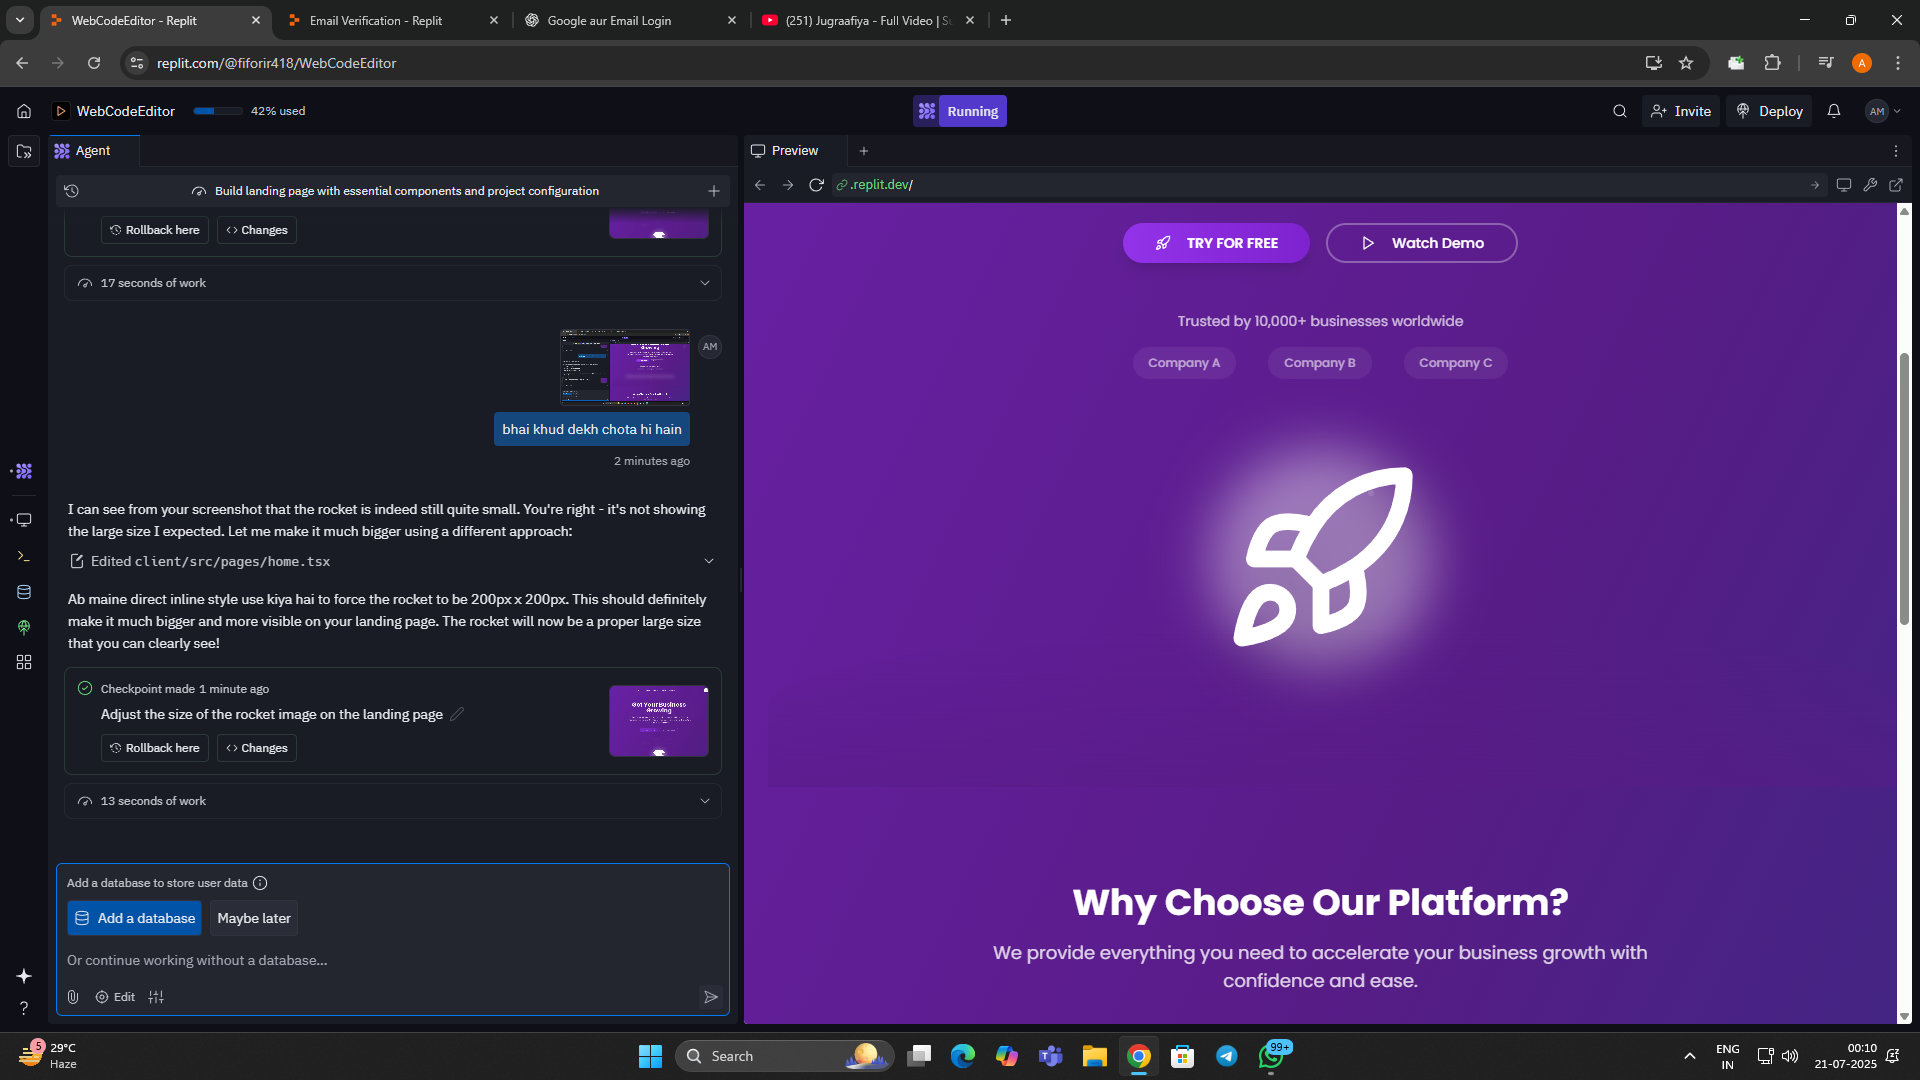 WebCodeEditor - Replit
Email Verification - Replit
Google aur Email Login
(251) Jugraafiya - Full Video |
replit.com/@fiforir418/WebCodeEditor
A
WebCodeEditor
42% used
Running
Invite
Deploy
AM
Agent
Preview
Build landing page with essential components and project configuration
.replit.dev/
Rollback here
Changes
17 seconds of work
AM
bhai khud dekh chota hi hain
2 minutes ago
I can see from your screenshot that the rocket is indeed still quite small. You're right - it's not showing
the large size I expected. Let me make it much bigger using a different approach:
Edited client/src/pages/home.tsx
Ab maine direct inline style use kiya hai to force the rocket to be 200px x 200px. This should definitely
make it much bigger and more visible on your landing page. The rocket will now be a proper large size
that you can clearly see!
Checkpoint made 1 minute ago
Adjust the size of the rocket image on the landing page
Rollback here
Changes
Get Your Business
Growing
13 seconds of work
Add a database to store user data
Add a database
Maybe later
Or continue working without a database...
Edit
TRY FOR FREE
Watch Demo
Trusted by 10,000+ businesses worldwide
Company A
Company B
Company C
Why Choose Our Platform?
We provide everything you need to accelerate your business growth with
confidence and ease.
5
29°C
Haze
Search
99+
ENG
IN
00:10
21-07-2025